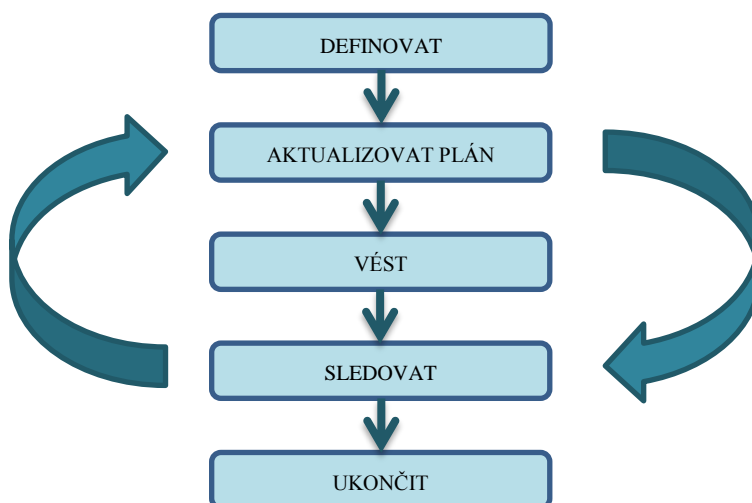 DEFINOVAT
AKTUALIZOVAT PLÁN
VÉST
SLEDOVAT
UKONČIT